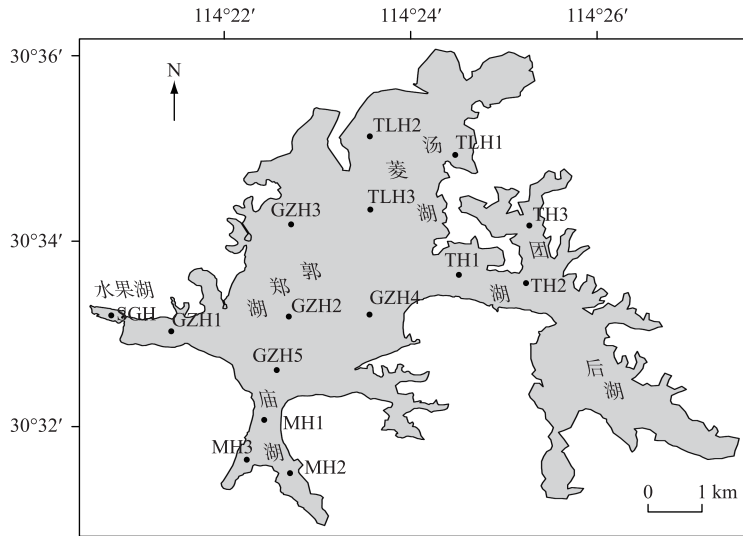 114°22′ 114°24′ 114°26′
30°36′
N
TLH2
汤
TLH1
菱
TLH3
湖
GZH3
TH3
30°34′
团
郭
TH1
水果湖
郑
湖
TH2
SGH
GZH1
湖
GZH2
GZH4
GZH5
后
湖
庙
30°32′
MH1
MH3
湖
MH2
0 1 km